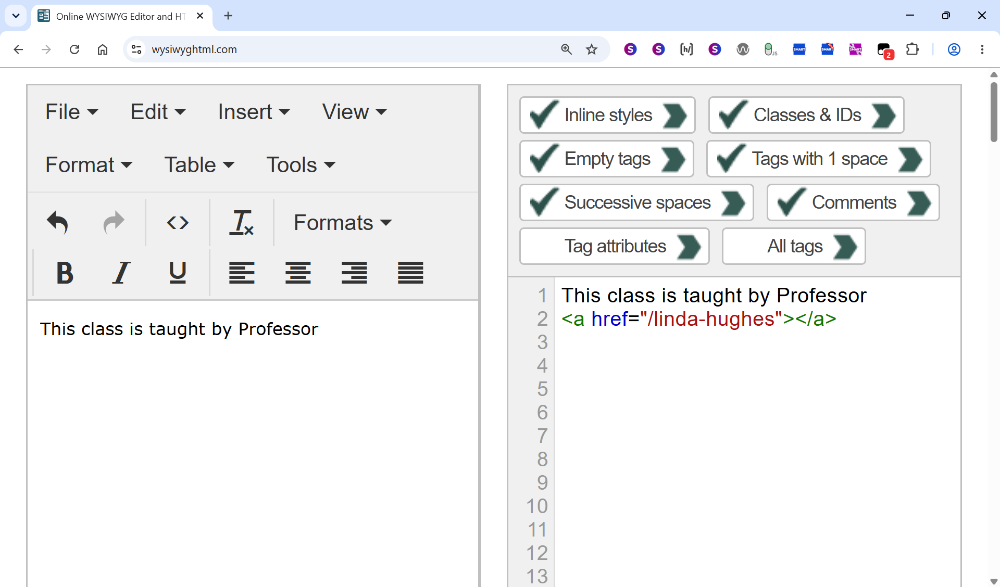 Online WYSIWYG Editor and HT
wysiwyghtml.com
2
File Edit Insert View
Format Table Tools
Formats
B I U
This class is taught by Professor
Inline styles Classes & IDs
Empty tags Tags with 1 space
Successive spaces Comments
Tag attributes All tags
1 This class is taught by Professor
2 <a href="/linda-hughes"></a>
3
4
5
6
7
8
9
10
11
12
13